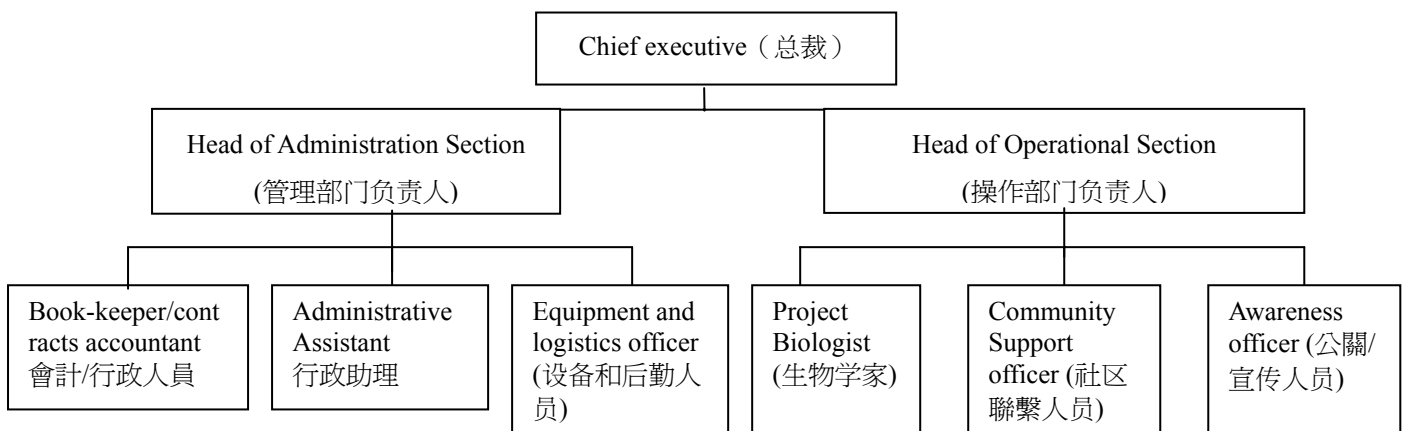 Chief executive（总裁）
Head of Administration Section
(管理部门负责人)
Head of Operational Section
(操作部门负责人)
Book-keeper/cont
racts accountant
會計/行政人員
Administrative
Assistant
行政助理
Equipment and
logistics officer
(设备和后勤人
员)
Project
Biologist
(生物学家)
Community
Support
officer (社区
聯繫人员)
Awareness
officer (公關/
宣传人员)